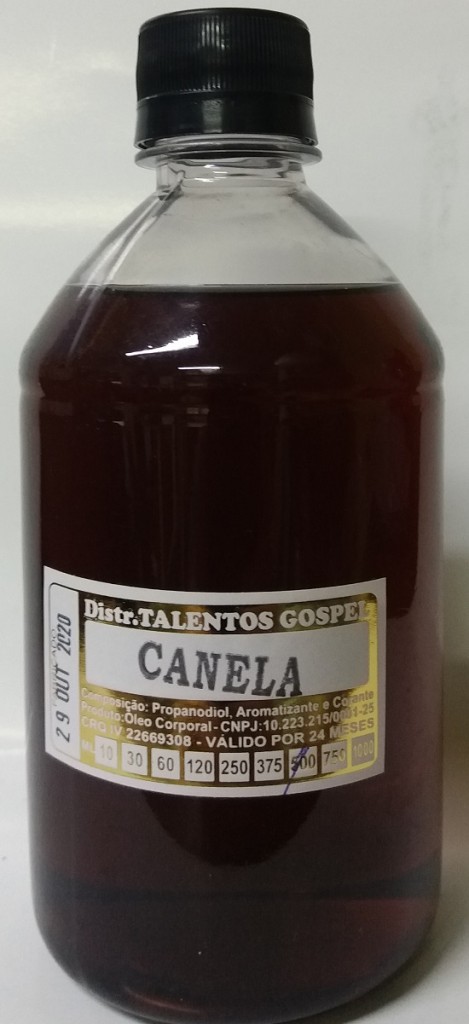 Distr.TALENTOS GOSPEL
CANELA
Composição: Propanodiol, Aromatizante e Corante
Produto:Óleo Corporal - CNPJ:10.223.215/0001-25
CRQ IV 22669308 - VÁLIDO POR 24 MESES
ML 10 30 60 120 250 375 500 750 1000
29 OUT 2020